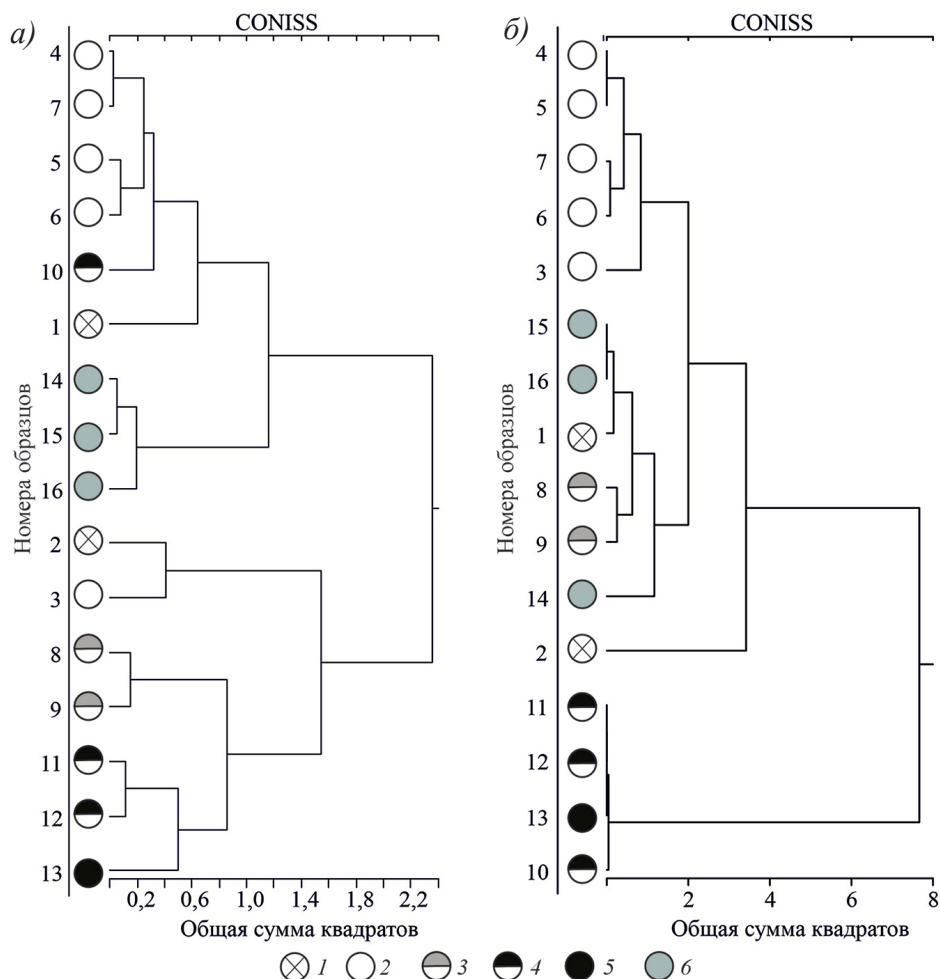 а)
CONISS
4
7
5
6
10
1
14
15
16
2
3
8
9
11
12
13
Номера образцов
0,2 0,6 1,0 1,4 1,8 2,2
Общая сумма квадратов
б)
CONISS
4
5
7
6
3
15
16
1
8
9
14
2
11
12
13
10
Номера образцов
2 4 6 8
Общая сумма квадратов
1 2 3 4 5 6